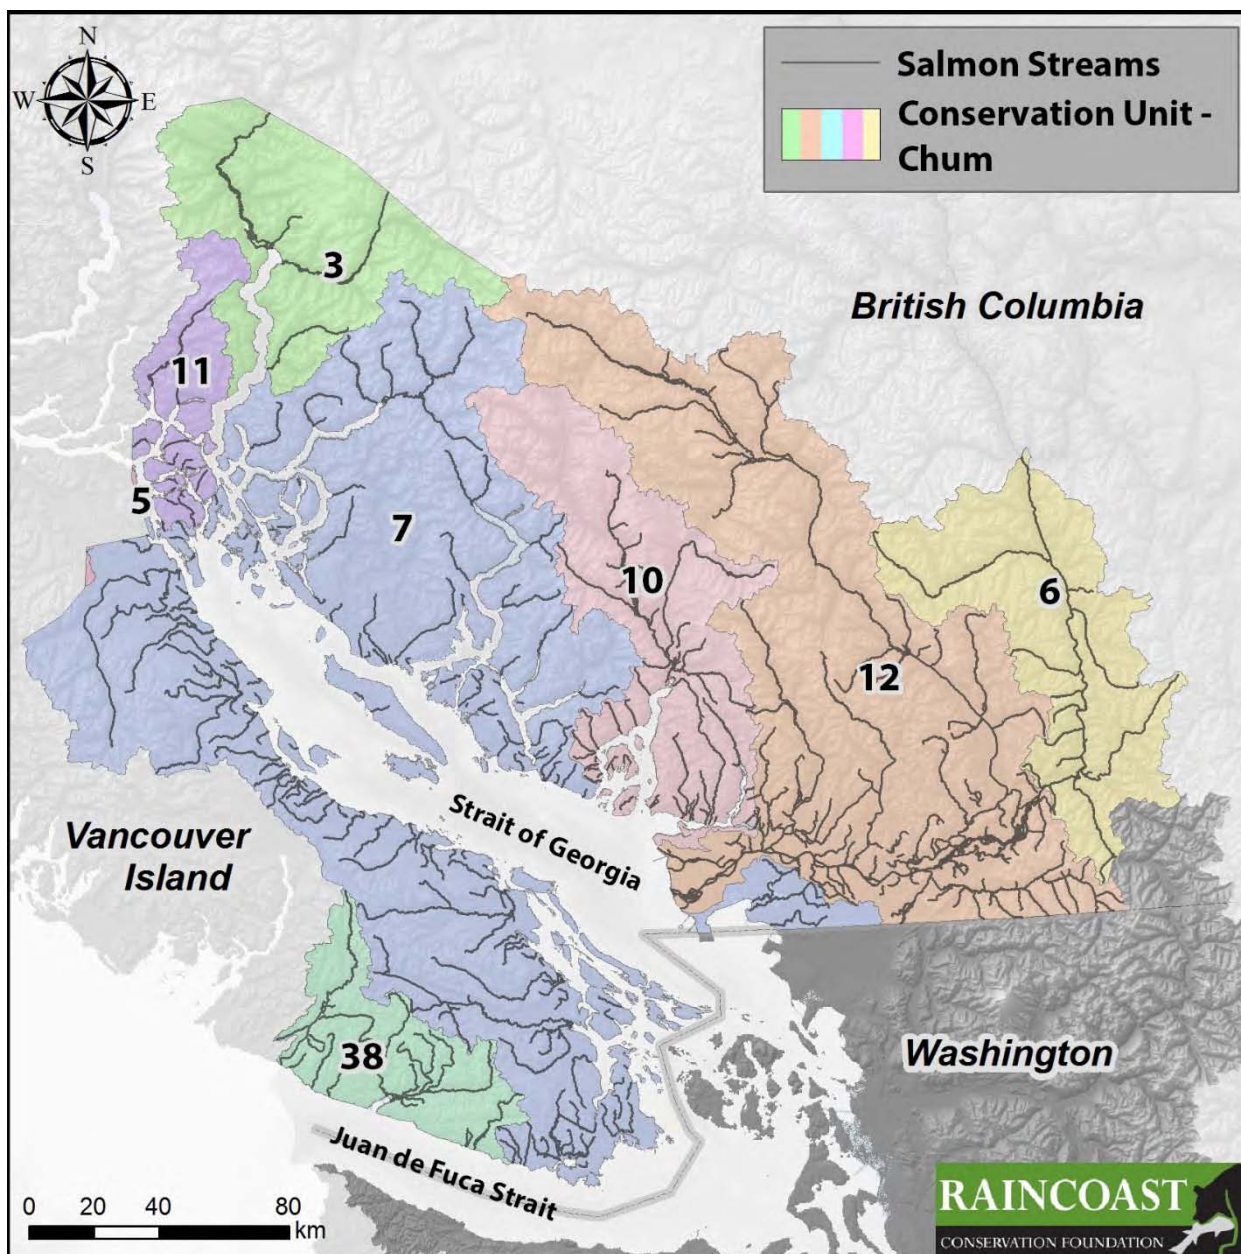 N
W E
S
Salmon Streams
Conservation Unit -
Chum
3
British Columbia
11
5
7
10
6
12
Strait of Georgia
Vancouver
Island
38
Washington
Juan de Fuca Strait
0 20 40 80
km
RAINCOAST
CONSERVATION FOUNDATION